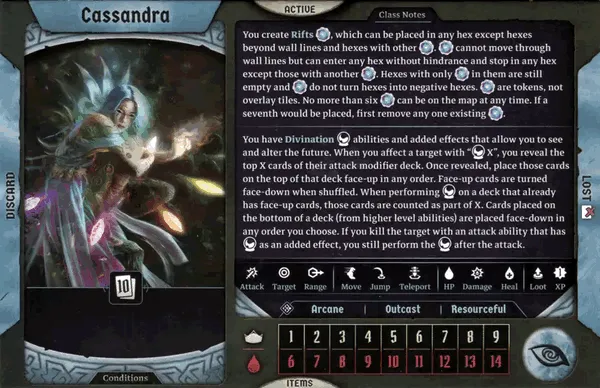 Cassandra
ACTIVE
Class Notes
You create Rifts, which can be placed in any hex except hexes
beyond wall lines and hexes with other. cannot move through
wall lines but can enter any hex without hindrance and stop in any hex
except those with another. Hexes with only in them are still
empty and do not turn hexes into negative hexes. are tokens, not
overlay tiles. No more than six can be on the map at any time. If a
seventh would be placed, first remove any one existing.
You have Divination abilities and added effects that allow you to see
and alter the future. When you affect a target with “ X”, you reveal the
top X cards of their attack modifier deck. Once revealed, place those cards
on the top of that deck face-up in any order. Face-up cards are turned
face-down when shuffled. When performing on a deck that already
has face-up cards, those cards are counted as part of X. Cards placed on
the bottom of a deck (from higher level abilities) are placed face-down in
any order you choose. If you kill the target with an attack ability that has
as an added effect, you still perform the after the attack.
DISCARD
LOST
10
Attack Target Range Move Jump Teleport HP Damage Heal Loot XP
Arcane Outcast Resourceful
1 2 3 4 5 6 7 8 9
6 7 8 9 10 11 12 13 14
Conditions
ITEMS